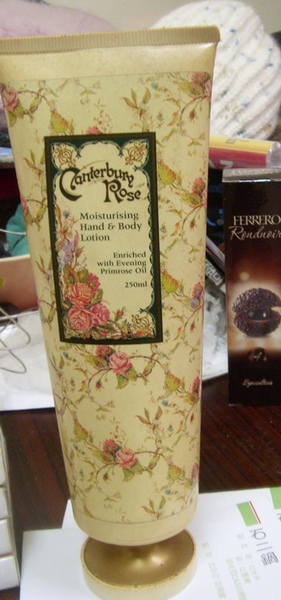 Canterbury
Rose
Moisturising
Hand & Body
Lotion
Enriched
with Evening
Primrose Oil
250ml
FERRERO
Rondnoir